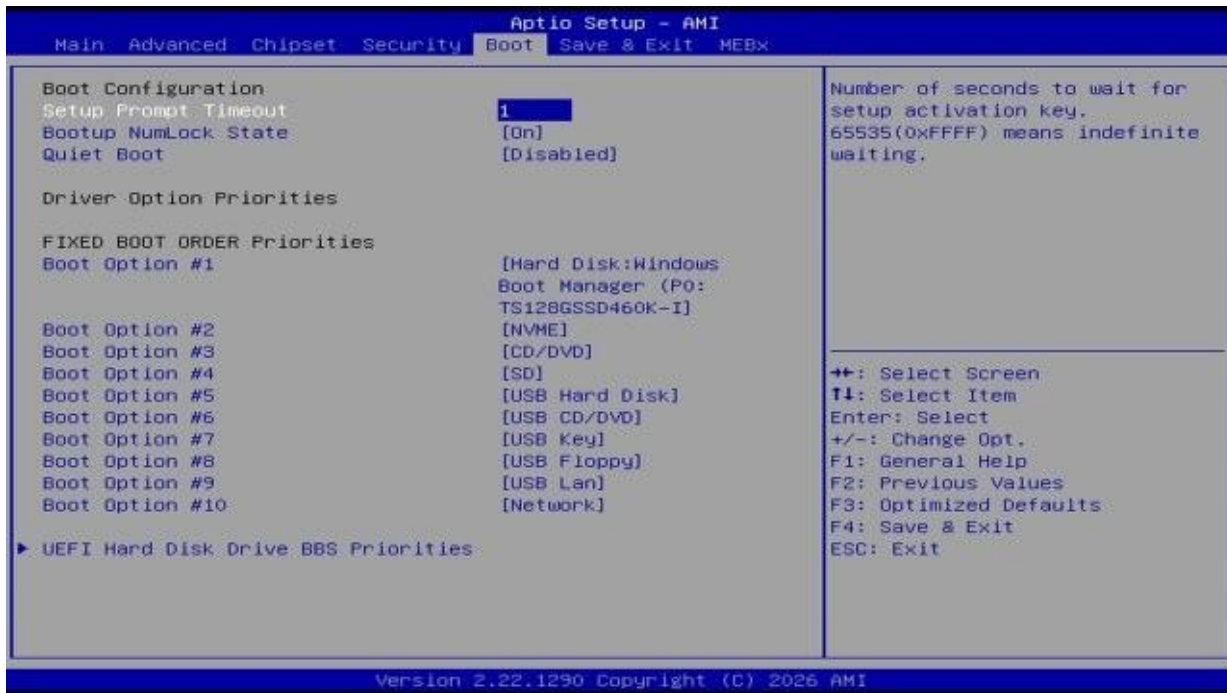 Aptio Setup - AMI
Main Advanced Chipset Security Boot Save & Exit MEBx
Boot Configuration
Setup Prompt Timeout 1
Bootup NumLock State [On]
Quiet Boot [Disabled]
Driver Option Priorities
FIXED BOOT ORDER Priorities
Boot Option #1 [Hard Disk:Windows
Boot Manager (P0:
TS128GSSD460K-I]
Boot Option #2 [NVME]
Boot Option #3 [CD/DVD]
Boot Option #4 [SD]
Boot Option #5 [USB Hard Disk]
Boot Option #6 [USB CD/DVD]
Boot Option #7 [USB Key]
Boot Option #8 [USB Floppy]
Boot Option #9 [USB Lan]
Boot Option #10 [Network]
UEFI Hard Disk Drive BBS Priorities
Number of seconds to wait for
setup activation key.
65535(0xFFFF) means indefinite
waiting.
→←: Select Screen
↑↓: Select Item
Enter: Select
+/-: Change Opt.
F1: General Help
F2: Previous Values
F3: Optimized Defaults
F4: Save & Exit
ESC: Exit
Version 2.22.1290 Copyright (C) 2026 AMI